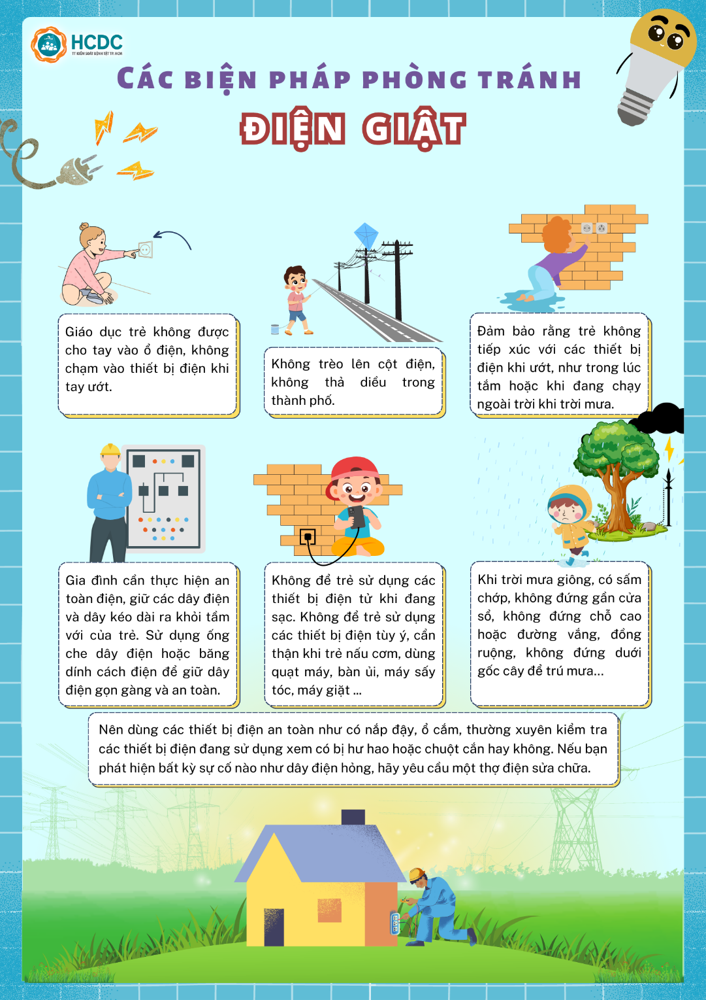 HCDC
TT KIỂM SOÁT BỆNH TẬT TP. HCM
CÁC BIỆN PHÁP PHÒNG TRÁNH
ĐIỆN GIẬT
Giáo dục trẻ không được
cho tay vào ổ điện, không
chạm vào thiết bị điện khi
tay ướt.
Không trèo lên cột điện,
không thả diều trong
thành phố.
Đảm bảo rằng trẻ không
tiếp xúc với các thiết bị
điện khi ướt, như trong lúc
tắm hoặc khi đang chạy
ngoài trời khi trời mưa.
Gia đình cần thực hiện an
toàn điện, giữ các dây điện
và dây kéo dài ra khỏi tầm
với của trẻ. Sử dụng ống
che dây điện hoặc băng
dính cách điện để giữ dây
điện gọn gàng và an toàn.
Không để trẻ sử dụng các
thiết bị điện tử khi đang
sạc. Không để trẻ sử dụng
các thiết bị điện tùy ý, cẩn
thận khi trẻ nấu cơm, dùng
quạt máy, bàn ủi, máy sấy
tóc, máy giặt ...
Khi trời mưa giông, có sấm
chớp, không đứng gần cửa
sổ, không đứng chỗ cao
hoặc đường vắng, đồng
ruộng, không đứng duới
gốc cây để trú mưa...
Nên dùng các thiết bị điện an toàn như có nắp đậy, ổ cắm, thường xuyên kiểm tra
các thiết bị điện đang sử dụng xem có bị hư hao hoặc chuột cắn hay không. Nếu bạn
phát hiện bất kỳ sự cố nào như dây điện hỏng, hãy yêu cầu một thợ điện sửa chữa.